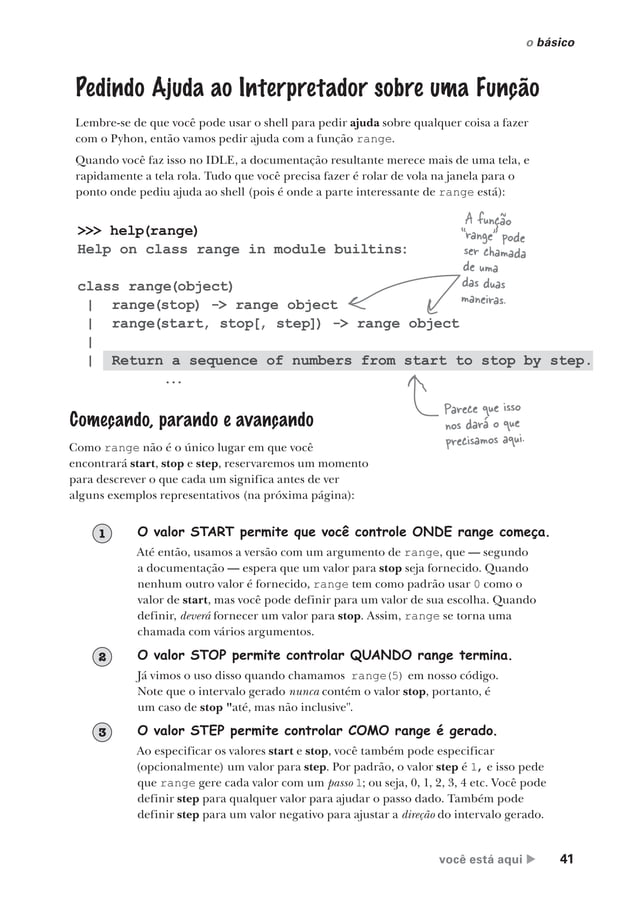 o básico
Pedindo Ajuda ao Interpretador sobre uma Função
Lembre-se de que você pode usar o shell para pedir ajuda sobre qualquer coisa a fazer
com o Pyhon, então vamos pedir ajuda com a função range.
Quando você faz isso no IDLE, a documentação resultante merece mais de uma tela, e
rapidamente a tela rola. Tudo que você precisa fazer é rolar de volta na janela para o
ponto onde pediu ajuda ao shell (pois é onde a parte interessante de range está):
>>> help(range)
Help on class range in module builtins:
class range(object)
| range(stop) -> range object
| range(start, stop[, step]) -> range object
|
| Return a sequence of numbers from start to stop by step.
...
A função
"range" pode
ser chamada
de uma
das duas
maneiras.
Parece que isso
nos dará o que
precisamos aqui.
Começando, parando e avançando
Como range não é o único lugar em que você
encontrará start, stop e step, reservaremos um momento
para descrever o que cada um significa antes de ver
alguns exemplos representativos (na próxima página):
1 O valor START permite que você controle ONDE range começa.
Até então, usamos a versão com um argumento de range, que — segundo
a documentação — espera que um valor para stop seja fornecido. Quando
nenhum outro valor é fornecido, range tem como padrão usar 0 como o
valor de start, mas você pode definir para um valor de sua escolha. Quando
definir, deverá fornecer um valor para stop. Assim, range se torna uma
chamada com vários argumentos.
2 O valor STOP permite controlar QUANDO range termina.
Já vimos o uso disso quando chamamos range(5) em nosso código.
Note que o intervalo gerado nunca contém o valor stop, portanto, é
um caso de stop "até, mas não inclusive".
3 O valor STEP permite controlar COMO range é gerado.
Ao especificar os valores start e stop, você também pode especificar
(opcionalmente) um valor para step. Por padrão, o valor step é 1, e isso pede
que range gere cada valor com um passo 1; ou seja, 0, 1, 2, 3, 4 etc. Você pode
definir step para qualquer valor para ajudar o passo dado. Também pode
definir step para um valor negativo para ajustar a direção do intervalo gerado.
você está aqui ▶ 41